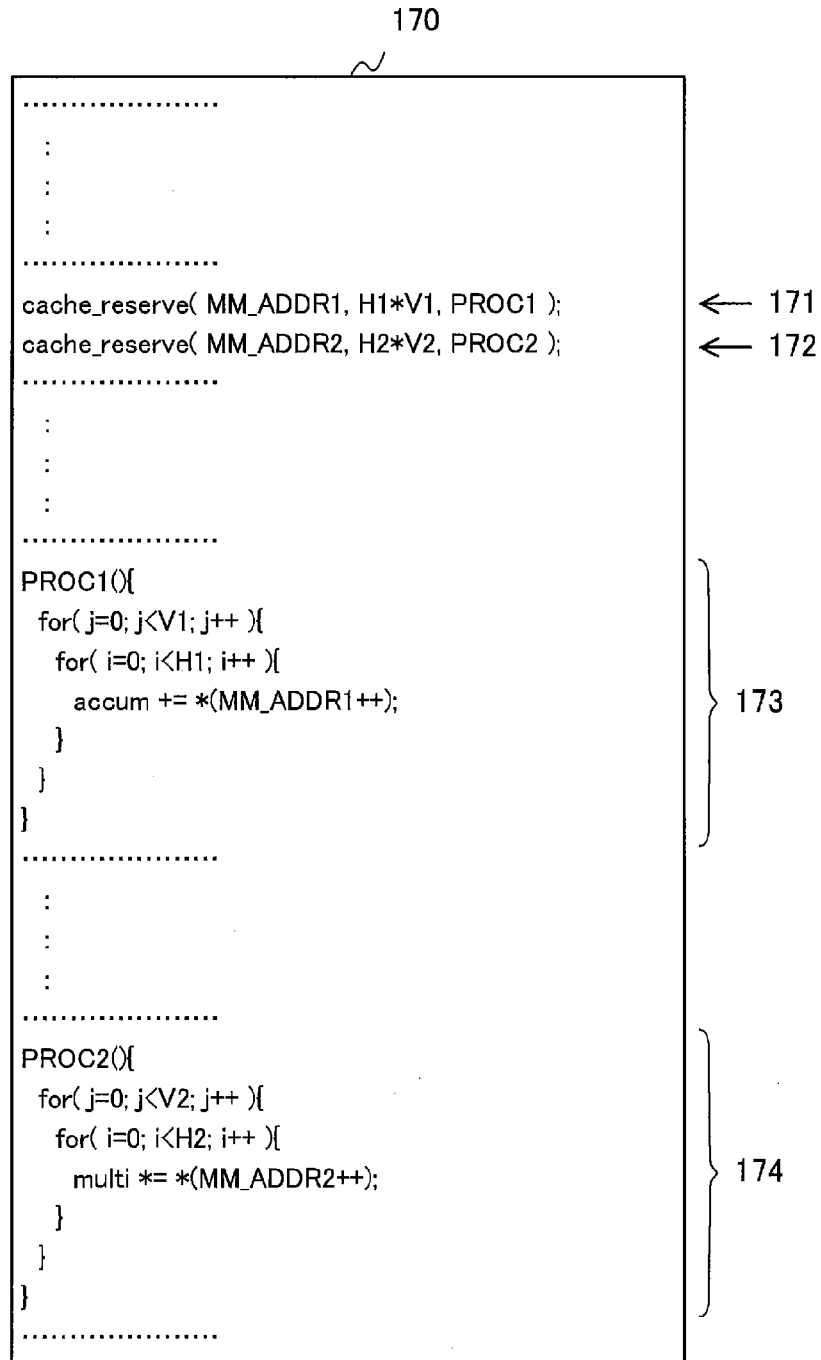 170
.....................
:
:
:
.....................
cache_reserve( MM_ADDR1, H1*V1, PROC1 ); ← 171
cache_reserve( MM_ADDR2, H2*V2, PROC2 ); ← 172
.....................
:
:
:
.....................
PROC1(){
for( j=0; j<V1; j++ ){
for( i=0; i<H1; i++ ){
accum += *(MM_ADDR1++);
173
}
}
}
.....................
:
:
:
.....................
PROC2(){
for( j=0; j<V2; j++ ){
for( i=0; i<H2; i++ ){
multi *= *(MM_ADDR2++);
174
}
}
}
.....................